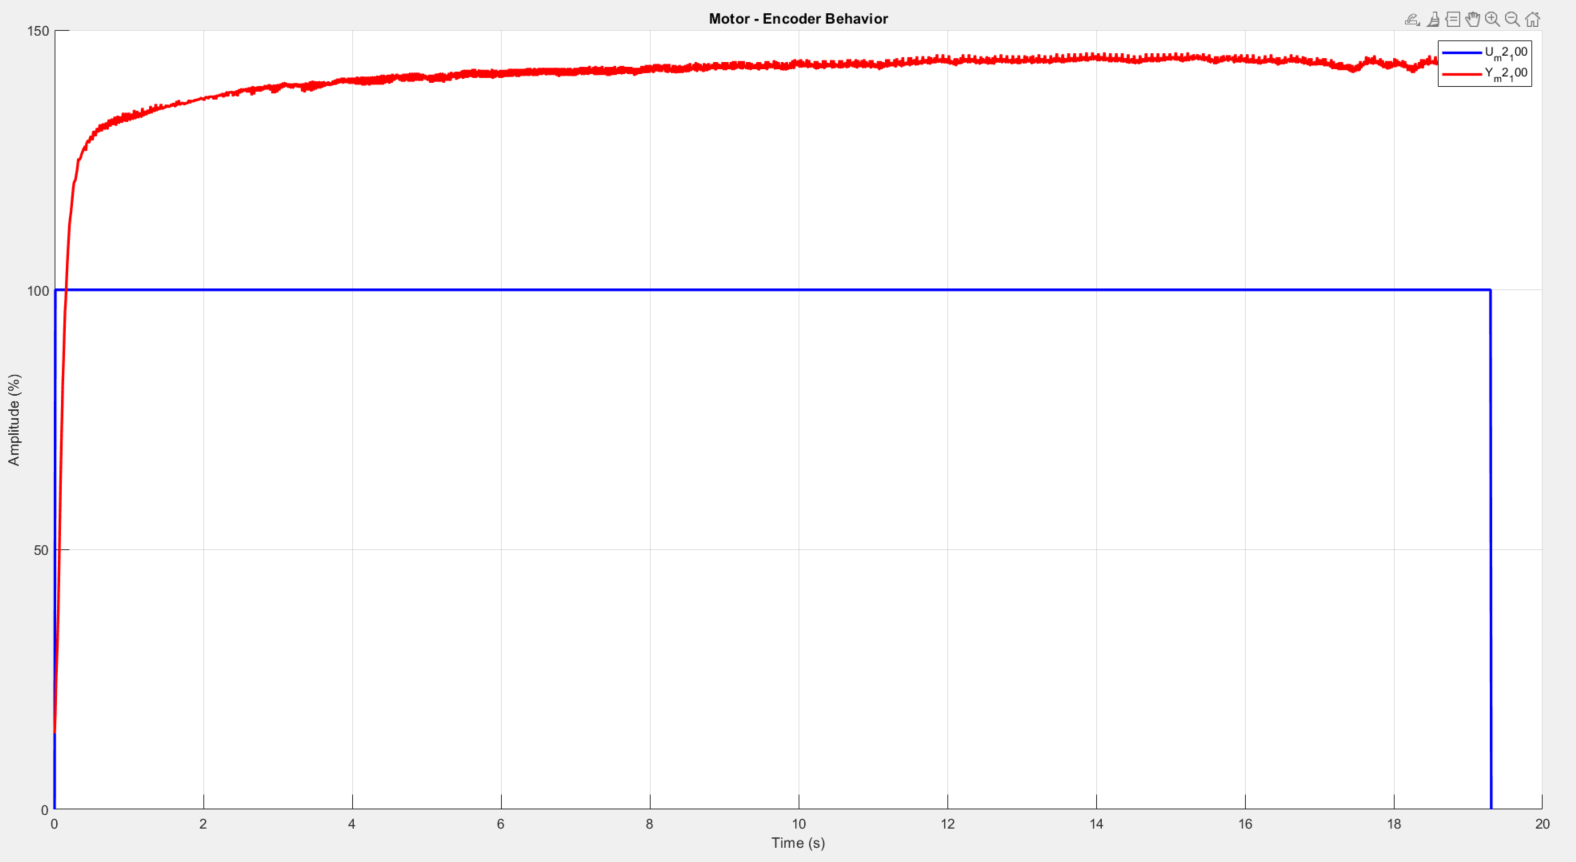 Motor - Encoder Behavior
U_m2_100
Y_m2_100
150
100
50
0
Amplitude (%)
0 2 4 6 8 10 12 14 16 18 20
Time (s)